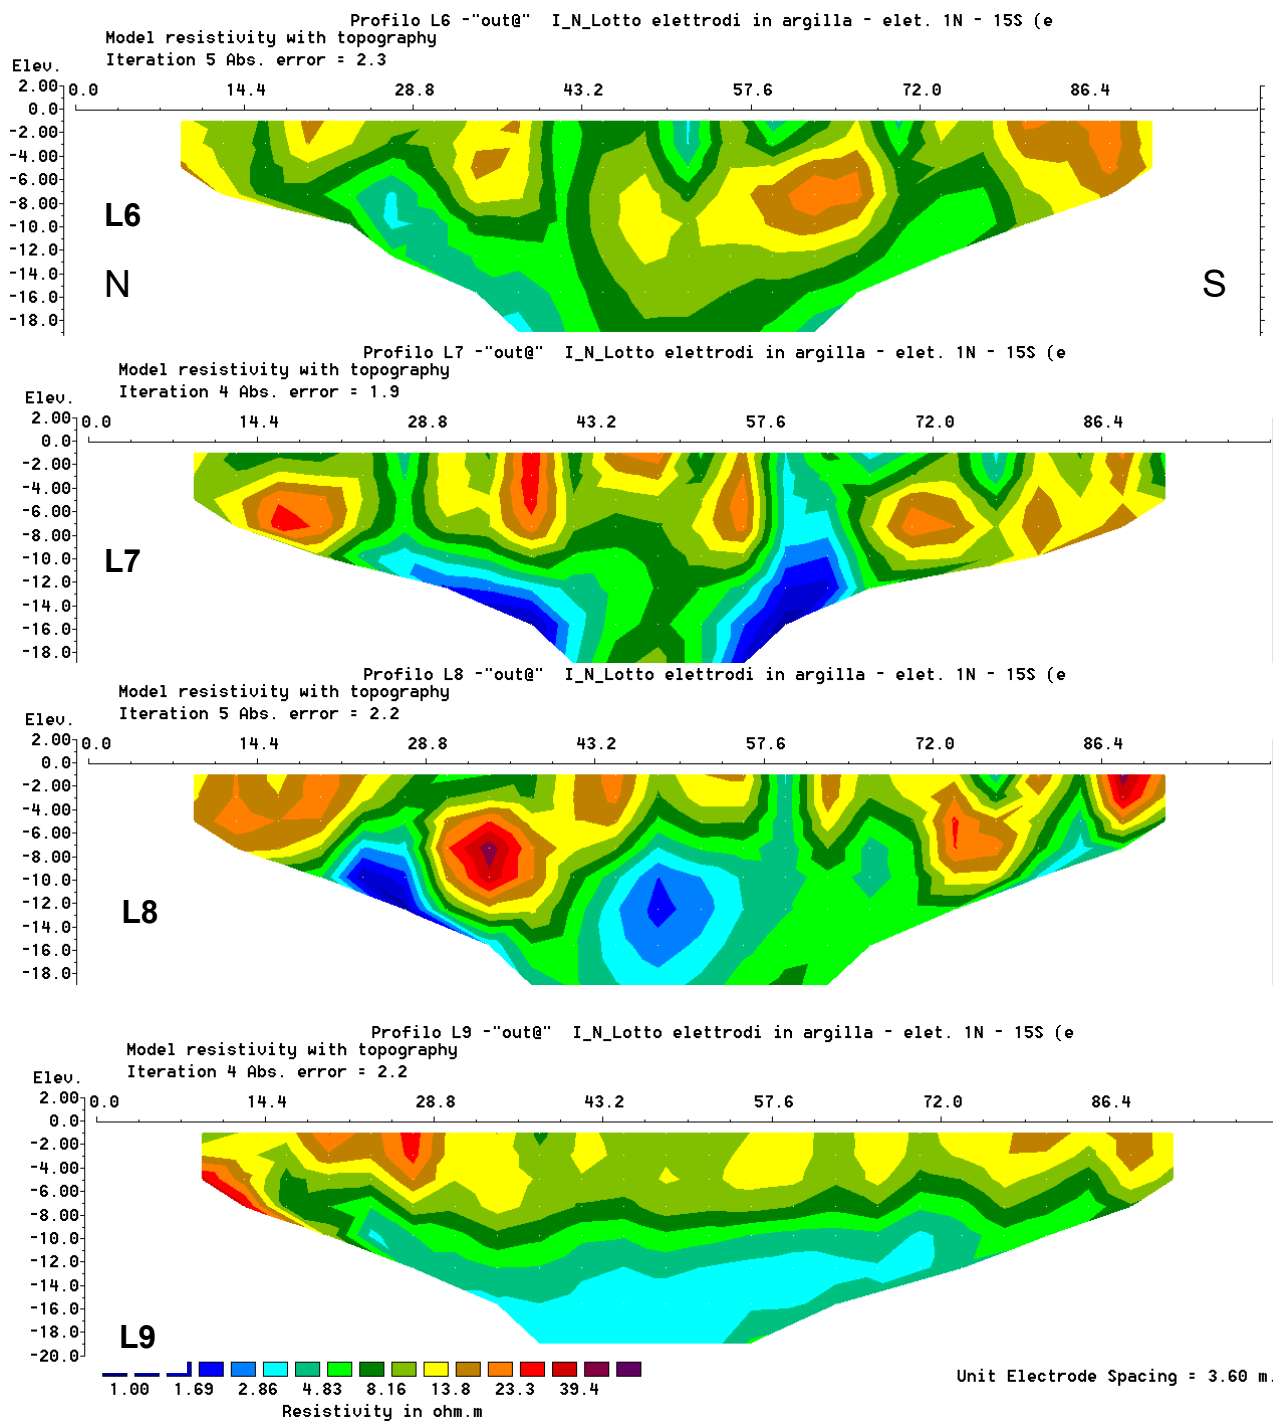 Profilo L6 -"out@" I_N_Lotto elettrodi in argilla - elet. 1N - 15S (e
Model resistivity with topography
Iteration 5 Abs. error = 2.3
Elev.
0.0 14.4 28.8 43.2 57.6 72.0 86.4
2.00
0.0
-2.00
-4.00
-6.00
-8.00
-10.0
-12.0
-14.0
-16.0
-18.0
L6
N S
Profilo L7 -"out@" I_N_Lotto elettrodi in argilla - elet. 1N - 15S (e
Model resistivity with topography
Iteration 4 Abs. error = 1.9
Elev.
0.0 14.4 28.8 43.2 57.6 72.0 86.4
2.00
0.0
-2.00
-4.00
-6.00
-8.00
-10.0
-12.0
-14.0
-16.0
-18.0
L7
Profilo L8 -"out@" I_N_Lotto elettrodi in argilla - elet. 1N - 15S (e
Model resistivity with topography
Iteration 5 Abs. error = 2.2
Elev.
0.0 14.4 28.8 43.2 57.6 72.0 86.4
2.00
0.0
-2.00
-4.00
-6.00
-8.00
-10.0
-12.0
-14.0
-16.0
-18.0
L8
Profilo L9 -"out@" I_N_Lotto elettrodi in argilla - elet. 1N - 15S (e
Model resistivity with topography
Iteration 4 Abs. error = 2.2
Elev.
0.0 14.4 28.8 43.2 57.6 72.0 86.4
2.00
0.0
-2.00
-4.00
-6.00
-8.00
-10.0
-12.0
-14.0
-16.0
-18.0
-20.0
L9
1.00 1.69 2.86 4.83 8.16 13.8 23.3 39.4
Resistivity in ohm.m
Unit Electrode Spacing = 3.60 m.